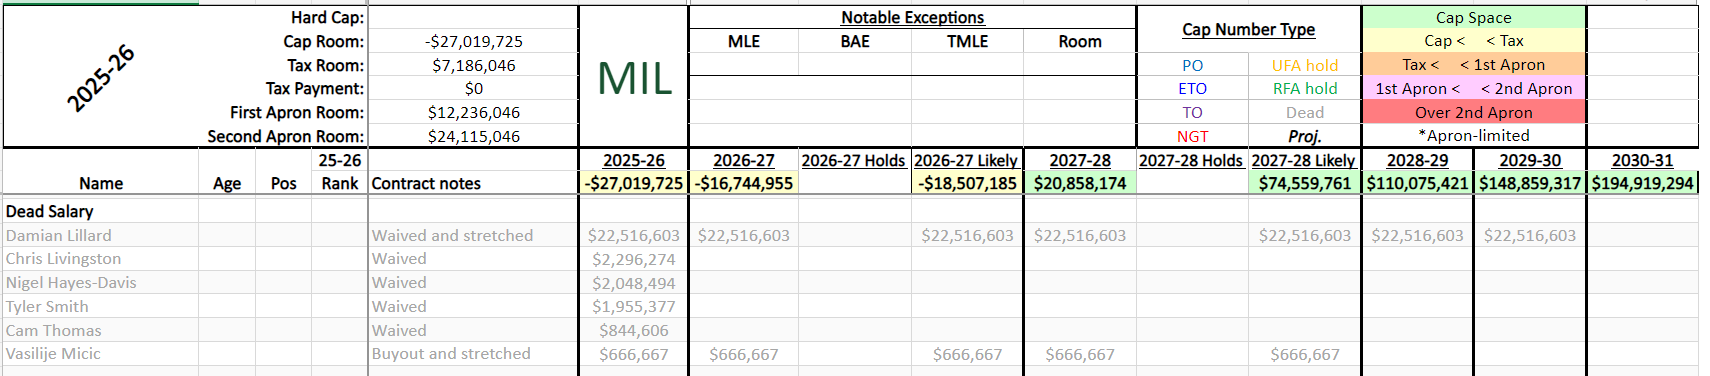 2025-26
Hard Cap:
Cap Room: -$27,019,725
Tax Room: $7,186,046
Tax Payment: $0
First Apron Room: $12,236,046
Second Apron Room: $24,115,046
MIL
Notable Exceptions
MLE BAE TMLE Room
Cap Number Type
PO UFA hold
ETO RFA hold
TO Dead
NGT Proj.
Cap Space
Cap < < Tax
Tax < < 1st Apron
1st Apron < < 2nd Apron
Over 2nd Apron
*Apron-limited
25-26 2025-26 2026-27 2026-27 Holds 2026-27 Likely 2027-28 2027-28 Holds 2027-28 Likely 2028-29 2029-30 2030-31
Name Age Pos Rank Contract notes -$27,019,725 -$16,744,955 -$18,507,185 $20,858,174 $74,559,761 $110,075,421 $148,859,317 $194,919,294
Dead Salary
Damian Lillard Waived and stretched $22,516,603 $22,516,603 $22,516,603 $22,516,603 $22,516,603 $22,516,603 $22,516,603
Chris Livingston Waived $2,296,274
Nigel Hayes-Davis Waived $2,048,494
Tyler Smith Waived $1,955,377
Cam Thomas Waived $844,606
Vasilije Micic Buyout and stretched $666,667 $666,667 $666,667 $666,667 $666,667